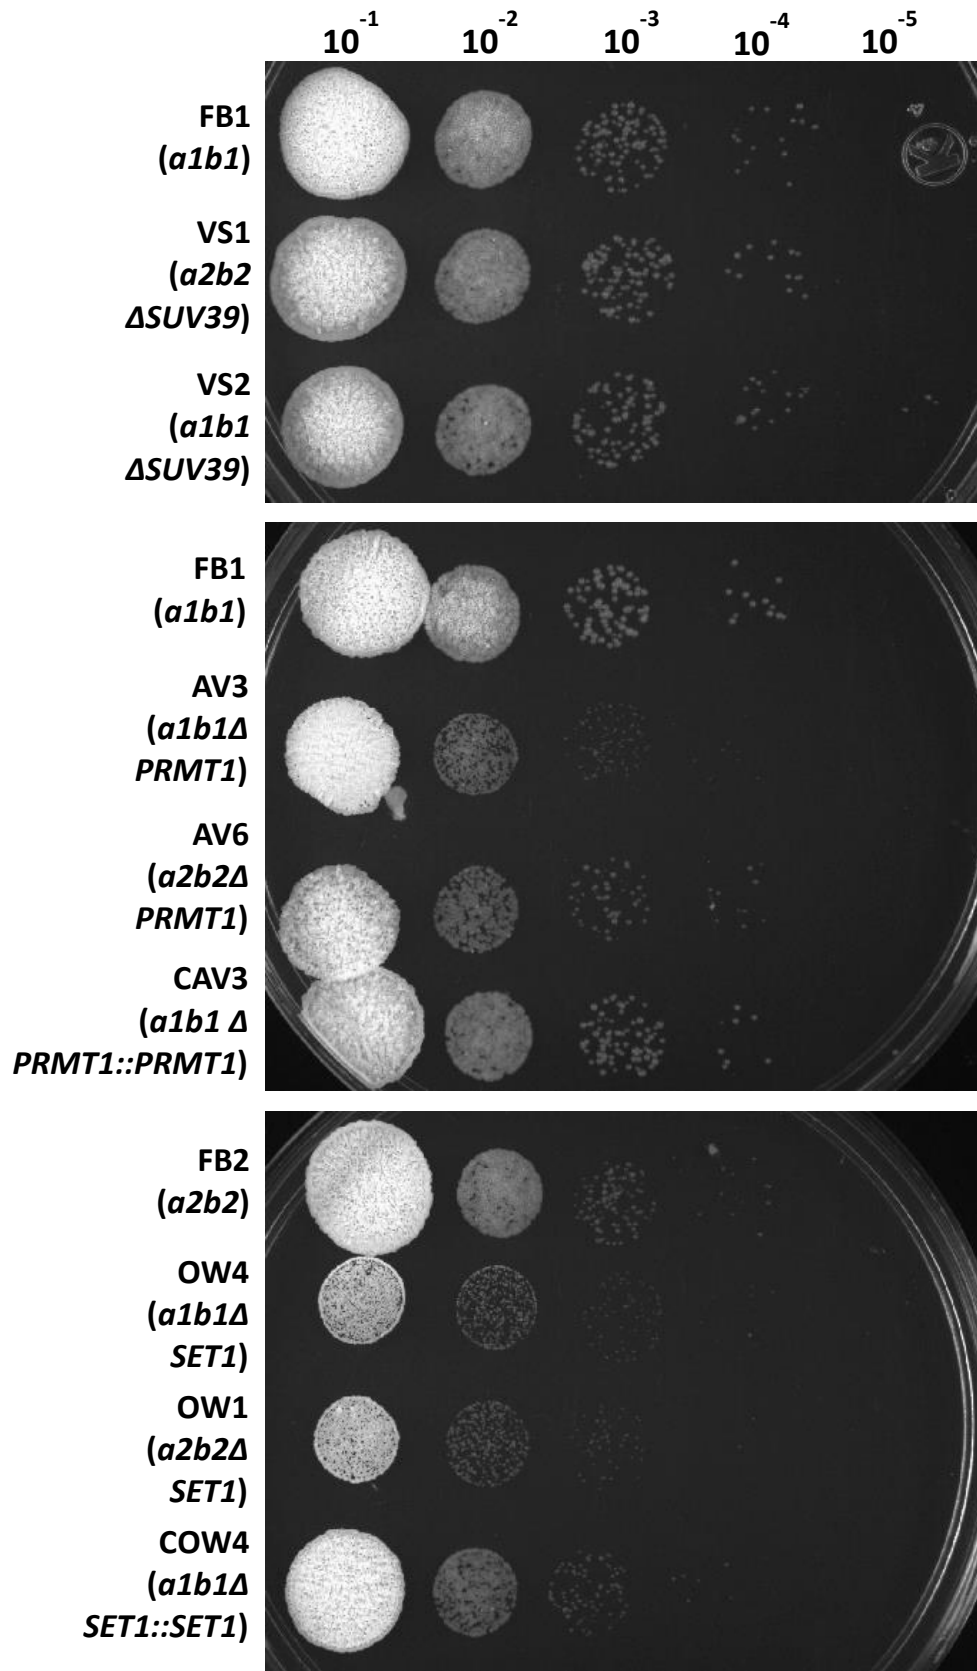 10-1 10-2 10-3 10-4 10-5
FB1
(a1b1)
VS1
(a2b2
ΔSUV39)
VS2
(a1b1
ΔSUV39)
FB1
(a1b1)
AV3
(a1b1Δ
PRMT1)
AV6
(a2b2Δ
PRMT1)
CAV3
(a1b1 Δ
PRMT1::PRMT1)
FB2
(a2b2)
OW4
(a1b1Δ
SET1)
OW1
(a2b2Δ
SET1)
COW4
(a1b1Δ
SET1::SET1)